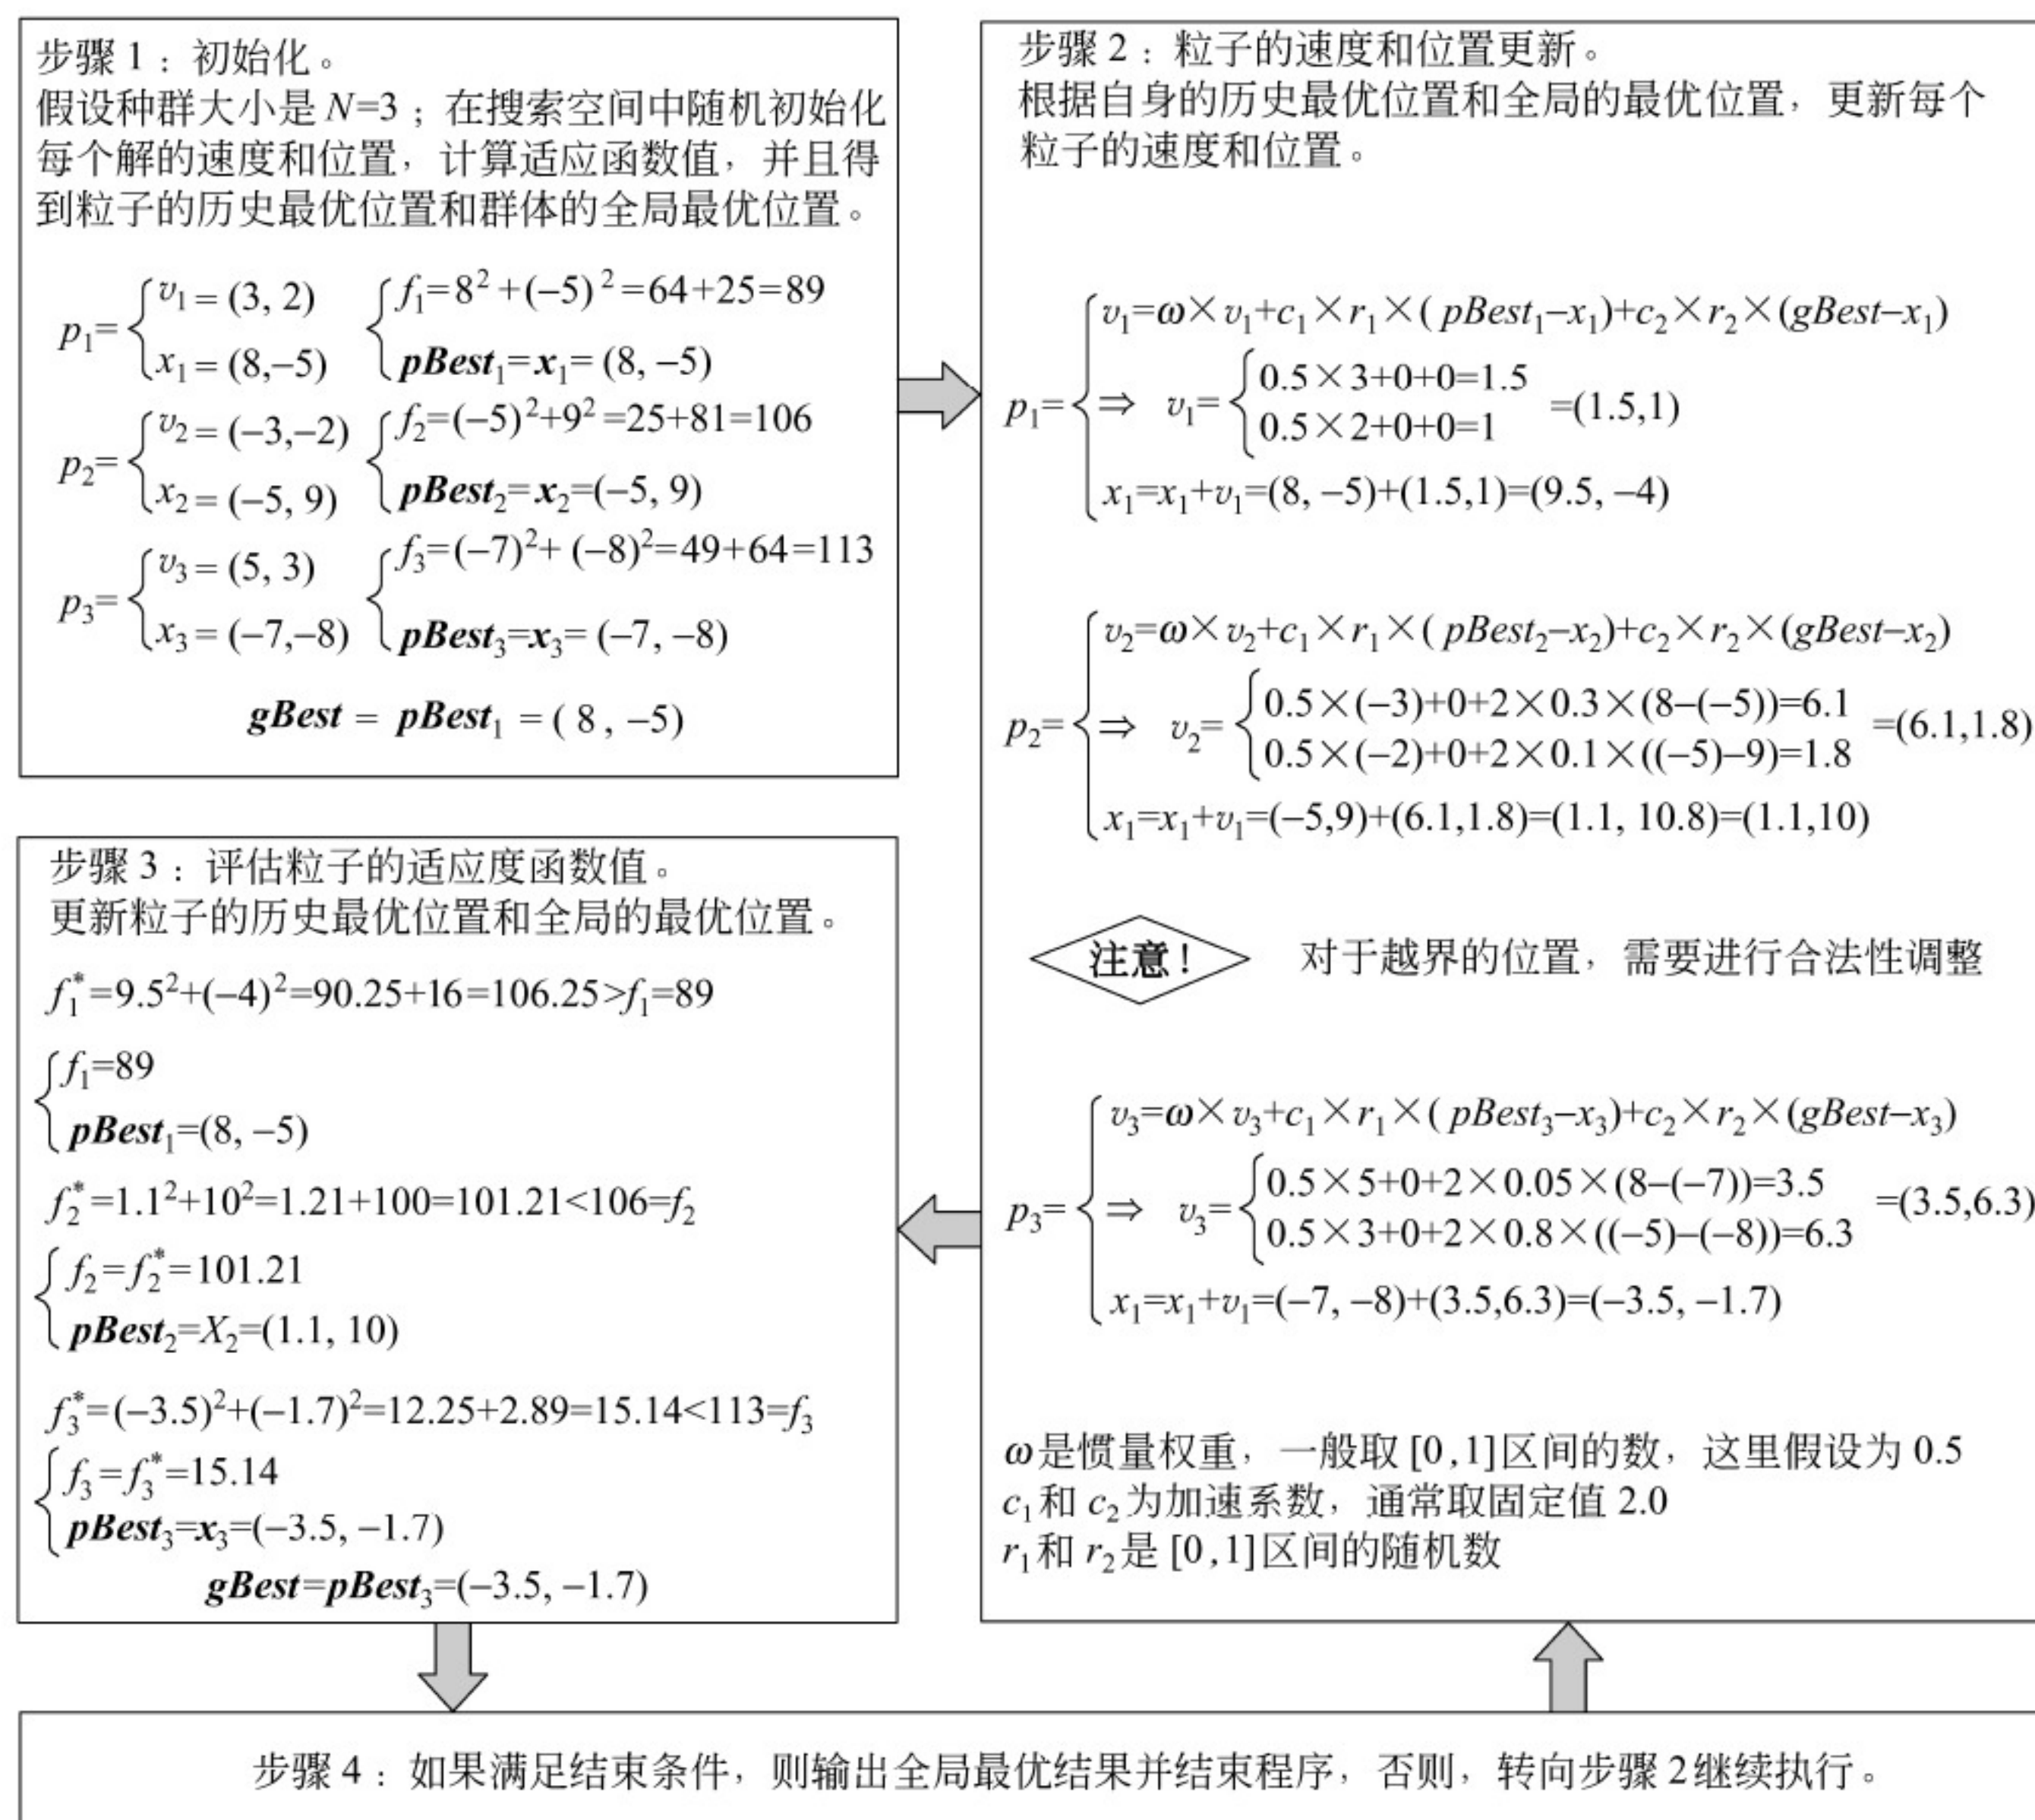 步骤 1：初始化。
假设种群大小是 N=3；在搜索空间中随机初始化
每个解的速度和位置，计算适应函数值，并且得
到粒子的历史最优位置和群体的全局最优位置。
p₁={ v₁ = (3, 2) { f₁=8²+(–5)²=64+25=89
x₁ = (8,–5) pBest₁=x₁= (8, –5)
p₂={ v₂ = (–3,–2) { f₂=(–5)²+9²=25+81=106
x₂ = (–5, 9) pBest₂=x₂=(–5, 9)
p₃={ v₃ = (5, 3) { f₃=(–7)²+ (–8)²=49+64=113
x₃ = (–7,–8) pBest₃=x₃= (–7, –8)
gBest = pBest₁ = ( 8 , –5)
步骤 2：粒子的速度和位置更新。
根据自身的历史最优位置和全局的最优位置，更新每个
粒子的速度和位置。
v₁=ω×v₁+c₁×r₁×( pBest₁–x₁)+c₂×r₂×(gBest–x₁)
p₁={ ⇒ v₁= { 0.5×3+0+0=1.5
0.5×2+0+0=1 =(1.5,1)
x₁=x₁+v₁=(8, –5)+(1.5,1)=(9.5, –4)
v₂=ω×v₂+c₁×r₁×( pBest₂–x₂)+c₂×r₂×(gBest–x₂)
p₂={ ⇒ v₂= { 0.5×(–3)+0+2×0.3×(8–(–5))=6.1
0.5×(–2)+0+2×0.1×((–5)–9)=1.8 =(6.1,1.8)
x₁=x₁+v₁=(–5,9)+(6.1,1.8)=(1.1, 10.8)=(1.1,10)
注意！ 对于越界的位置，需要进行合法性调整
v₃=ω×v₃+c₁×r₁×( pBest₃–x₃)+c₂×r₂×(gBest–x₃)
p₃={ ⇒ v₃= { 0.5×5+0+2×0.05×(8–(–7))=3.5
0.5×3+0+2×0.8×((–5)–(–8))=6.3 =(3.5,6.3)
x₁=x₁+v₁=(–7, –8)+(3.5,6.3)=(–3.5, –1.7)
ω是惯量权重，一般取 [0,1]区间的数，这里假设为 0.5
c₁和 c₂为加速系数，通常取固定值 2.0
r₁和 r₂是 [0,1]区间的随机数
步骤 3：评估粒子的适应度函数值。
更新粒子的历史最优位置和全局的最优位置。
f₁*=9.5²+(–4)²=90.25+16=106.25>f₁=89
{ f₁=89
pBest₁=(8, –5)
f₂*=1.1²+10²=1.21+100=101.21<106=f₂
{ f₂=f₂*=101.21
pBest₂=X₂=(1.1, 10)
f₃*=(–3.5)²+(–1.7)²=12.25+2.89=15.14<113=f₃
{ f₃=f₃*=15.14
pBest₃=x₃=(–3.5, –1.7)
gBest=pBest₃=(–3.5, –1.7)
步骤 4：如果满足结束条件，则输出全局最优结果并结束程序，否则，转向步骤 2继续执行。